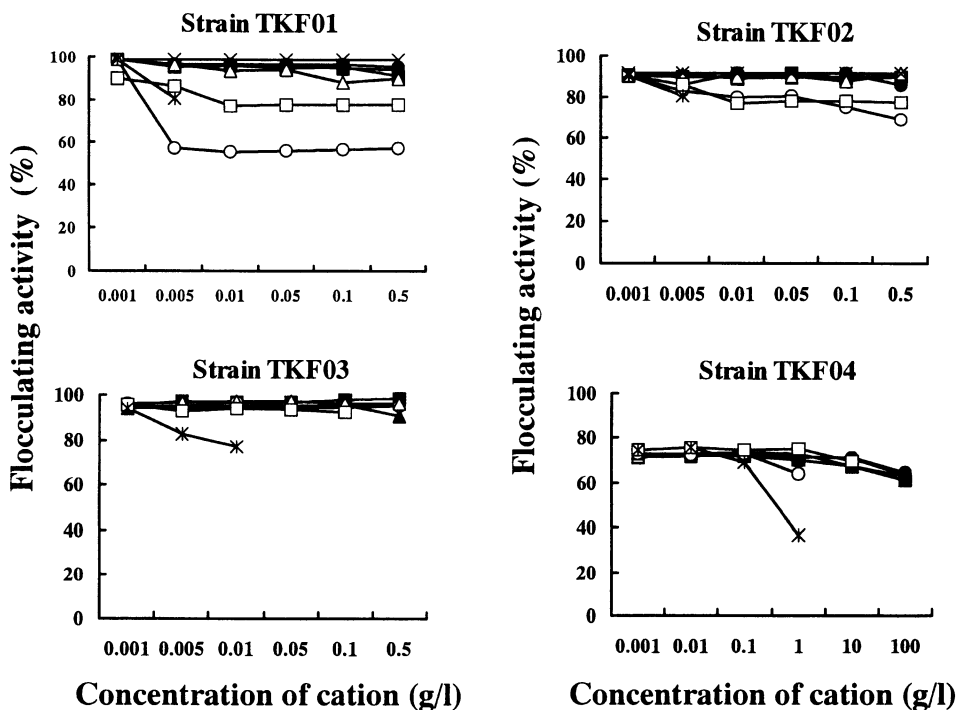 Strain TKF01
100
80
60
40
20
0
0.001 0.005 0.01 0.05 0.1 0.5
Strain TKF02
100
80
60
40
20
0
0.001 0.005 0.01 0.05 0.1 0.5
Flocculating activity (%)
Flocculating activity (%)
Strain TKF03
100
80
60
40
20
0
0.001 0.005 0.01 0.05 0.1 0.5
Strain TKF04
100
80
60
40
20
0
0.001 0.01 0.1 1 10 100
Concentration of cation (g/l)
Concentration of cation (g/l)